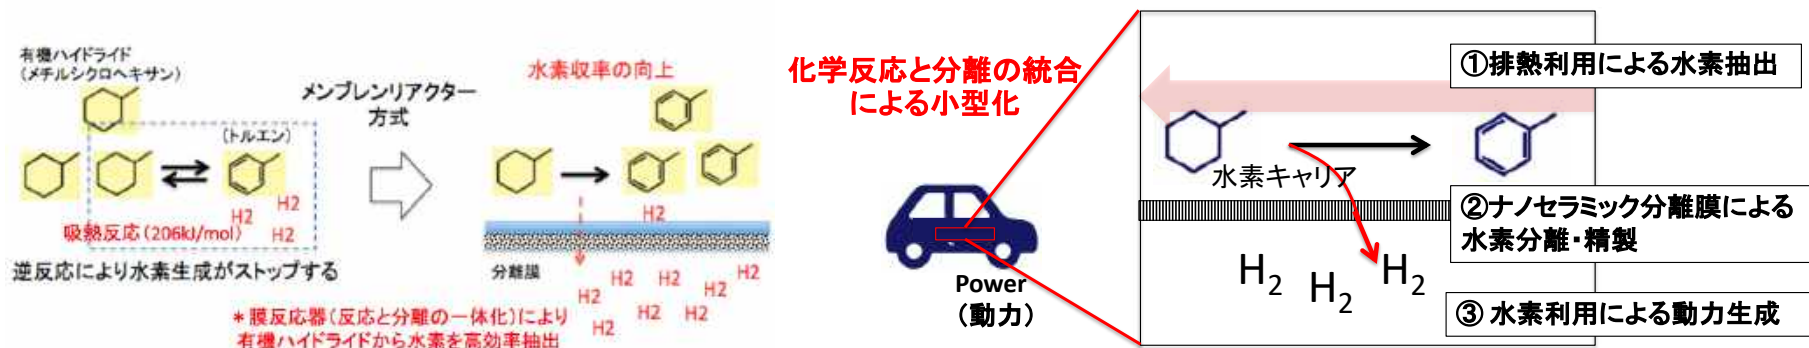 有機ハイドライド
(メチルシクロヘキサン)
(トルエン)
H2
H2
H2
吸熱反応(206kJ/mol)
逆反応により水素生成がストップする
メンブレンリアクター
方式
水素収率の向上
H2
分離膜
H2
H2
H2
H2
H2
H2
H2
H2
＊膜反応器(反応と分離の一体化)により
有機ハイドライドから水素を高効率抽出
化学反応と分離の統合
による小型化
Power
（動力）
①排熱利用による水素抽出
水素キャリア
②ナノセラミック分離膜による
水素分離・精製
H₂
H₂
H₂
③ 水素利用による動力生成